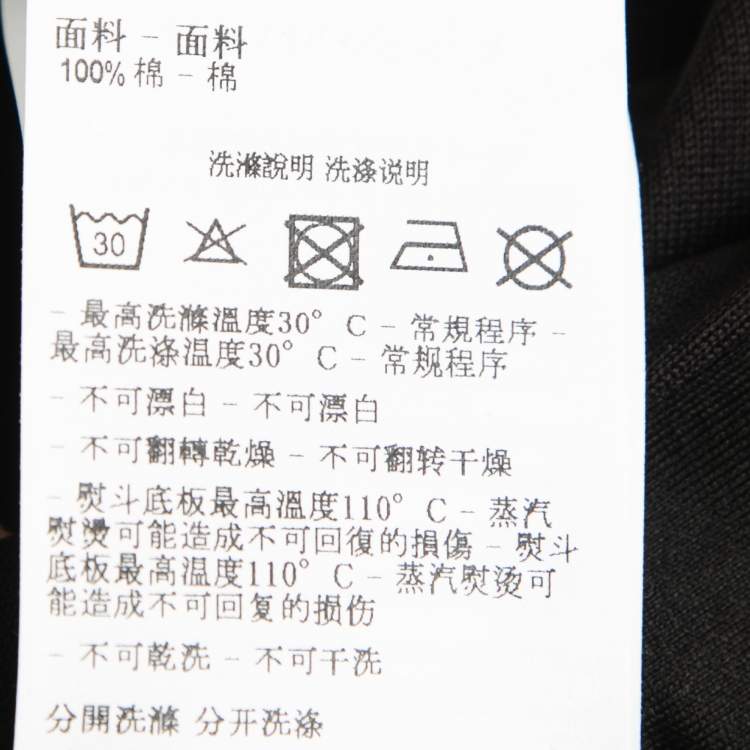 面料 - 面料
100% 棉 - 棉
洗滌說明 洗涤说明
30
- 最高洗滌溫度30° C - 常規程序 -
最高洗涤温度30° C - 常规程序
- 不可漂白 - 不可漂白
- 不可翻轉乾燥 - 不可翻转干燥
- 熨斗底板最高溫度110° C - 蒸汽
熨燙可能造成不可回復的損傷 - 熨斗
底板最高温度110° C - 蒸汽熨烫可
能造成不可回复的损伤
- 不可乾洗 - 不可干洗
分開洗滌 分开洗涤